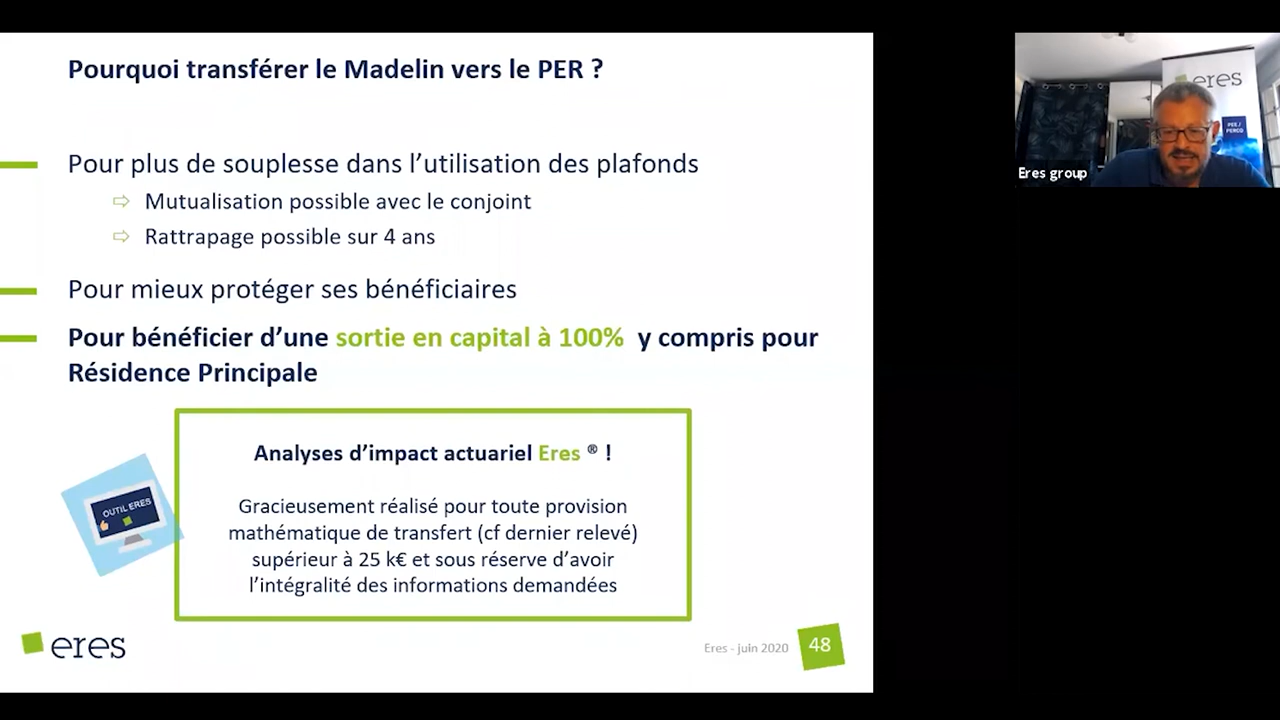 Pourquoi transférer le Madelin vers le PER ?
Pour plus de souplesse dans l’utilisation des plafonds
Mutualisation possible avec le conjoint
Rattrapage possible sur 4 ans
Pour mieux protéger ses bénéficiaires
Pour bénéficier d’une sortie en capital à 100% y compris pour
Résidence Principale
Analyses d’impact actuariel Eres ® !
Gracieusement réalisé pour toute provision
mathématique de transfert (cf dernier relevé)
supérieur à 25 k€ et sous réserve d’avoir
l’intégralité des informations demandées
OUTIL ERES
eres
Eres - juin 2020
48
eres
PEE /
PERCO
Eres group